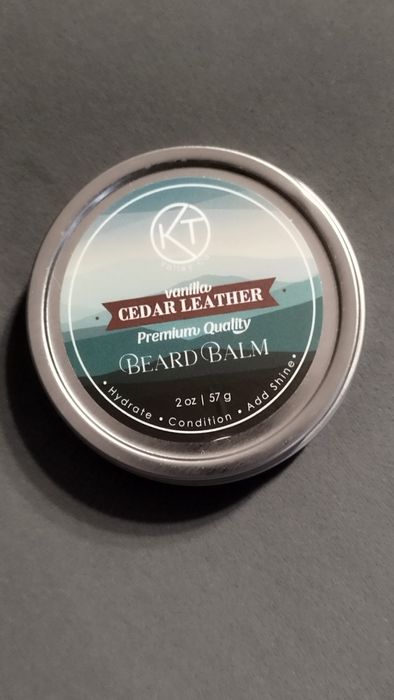 KT
vanilla
CEDAR LEATHER
Premium Quality
BEARD BALM
2 oz | 57 g
• Hydrate • Condition • Add Shine •